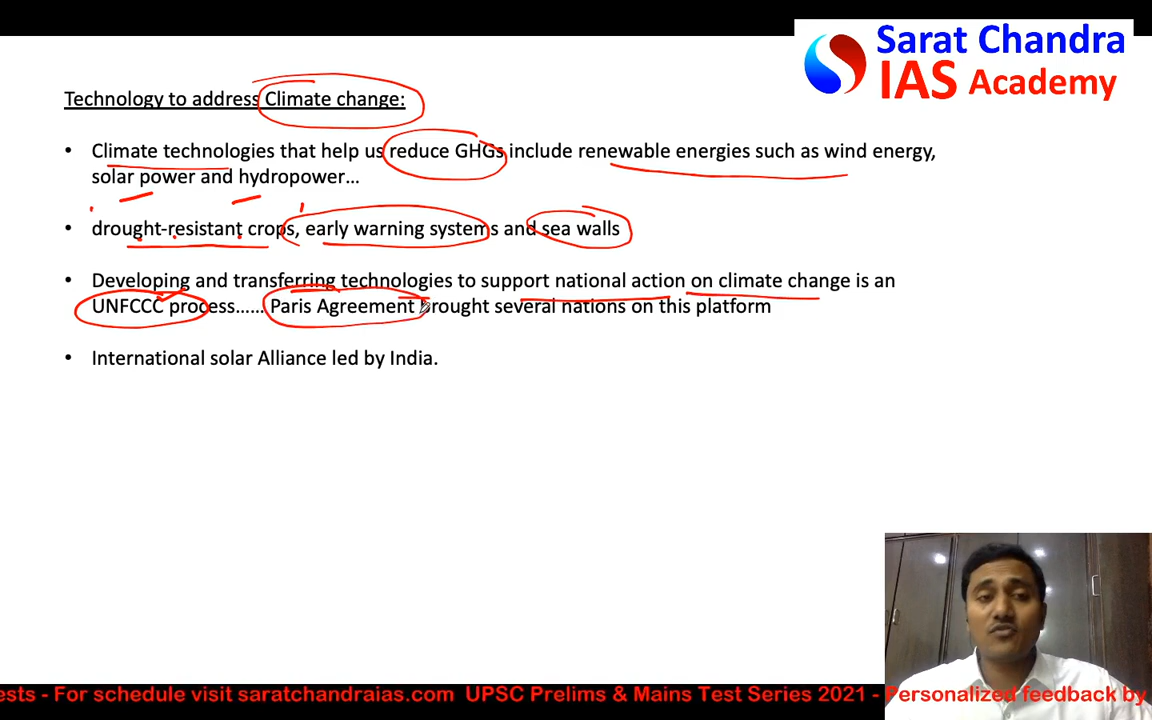 Sarat Chandra
IAS Academy
Technology to address Climate change:
• Climate technologies that help us reduce GHGs include renewable energies such as wind energy,
solar power and hydropower...
• drought-resistant crops, early warning systems and sea walls
• Developing and transferring technologies to support national action on climate change is an
UNFCCC process...... Paris Agreement brought several nations on this platform
• International solar Alliance led by India.
ests - For schedule visit saratchandraias.com UPSC Prelims & Mains Test Series 2021 - Personalized feedback by